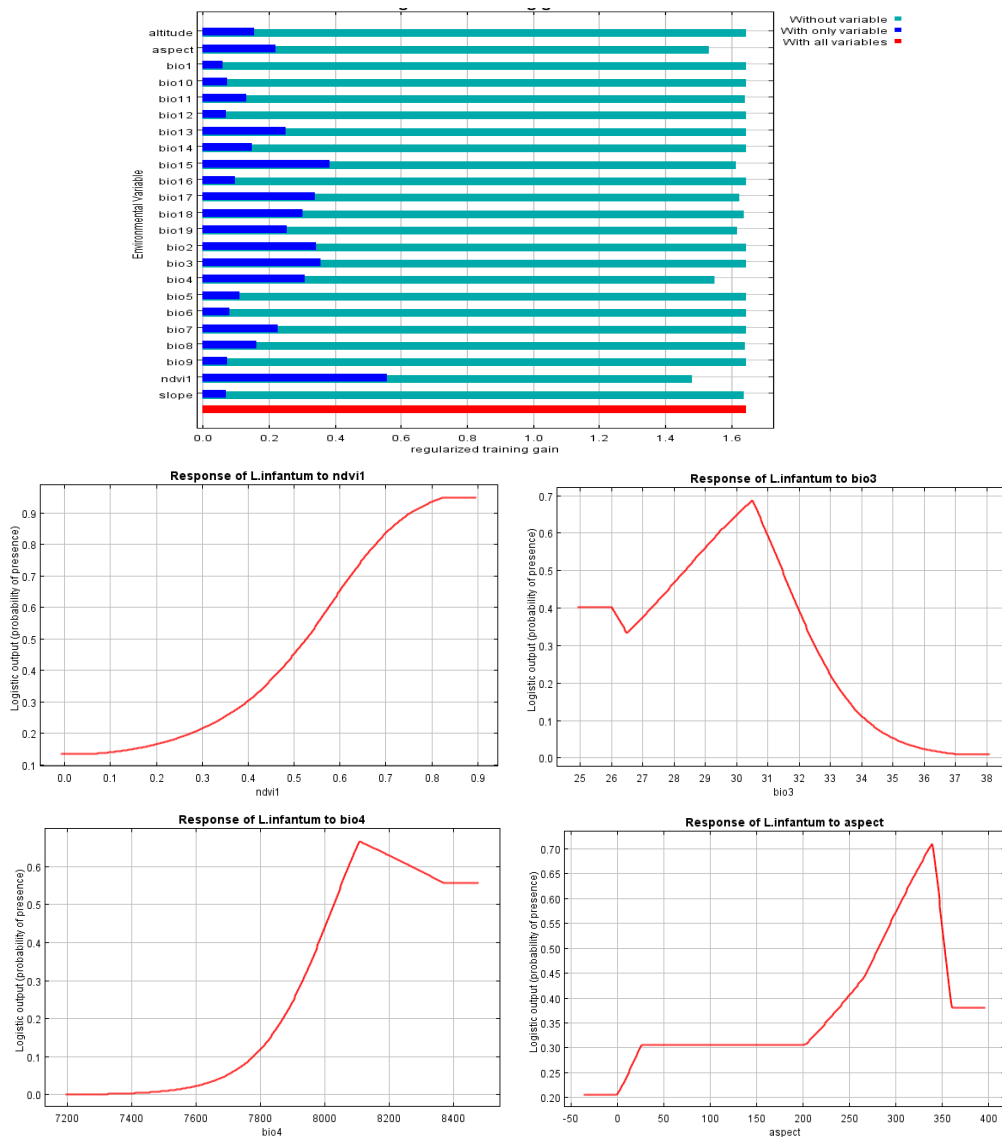 Without variable
With only variable
With all variables
Environmental Variable
altitude
aspect
bio1
bio10
bio11
bio12
bio13
bio14
bio15
bio16
bio17
bio18
bio19
bio2
bio3
bio4
bio5
bio6
bio7
bio8
bio9
ndvi1
slope
0.0 0.2 0.4 0.6 0.8 1.0 1.2 1.4 1.6
regularized training gain
Response of L.infantum to ndvi1
Logistic output (probability of presence)
0.9
0.8
0.7
0.6
0.5
0.4
0.3
0.2
0.1
0.0 0.1 0.2 0.3 0.4 0.5 0.6 0.7 0.8 0.9
ndvi1
Response of L.infantum to bio3
Logistic output (probability of presence)
0.7
0.6
0.5
0.4
0.3
0.2
0.1
0.0
25 26 27 28 29 30 31 32 33 34 35 36 37 38
bio3
Response of L.infantum to bio4
Logistic output (probability of presence)
0.6
0.5
0.4
0.3
0.2
0.1
0.0
7200 7400 7600 7800 8000 8200 8400
bio4
Response of L.infantum to aspect
Logistic output (probability of presence)
0.70
0.65
0.60
0.55
0.50
0.45
0.40
0.35
0.30
0.25
0.20
-50 0 50 100 150 200 250 300 350 400
aspect